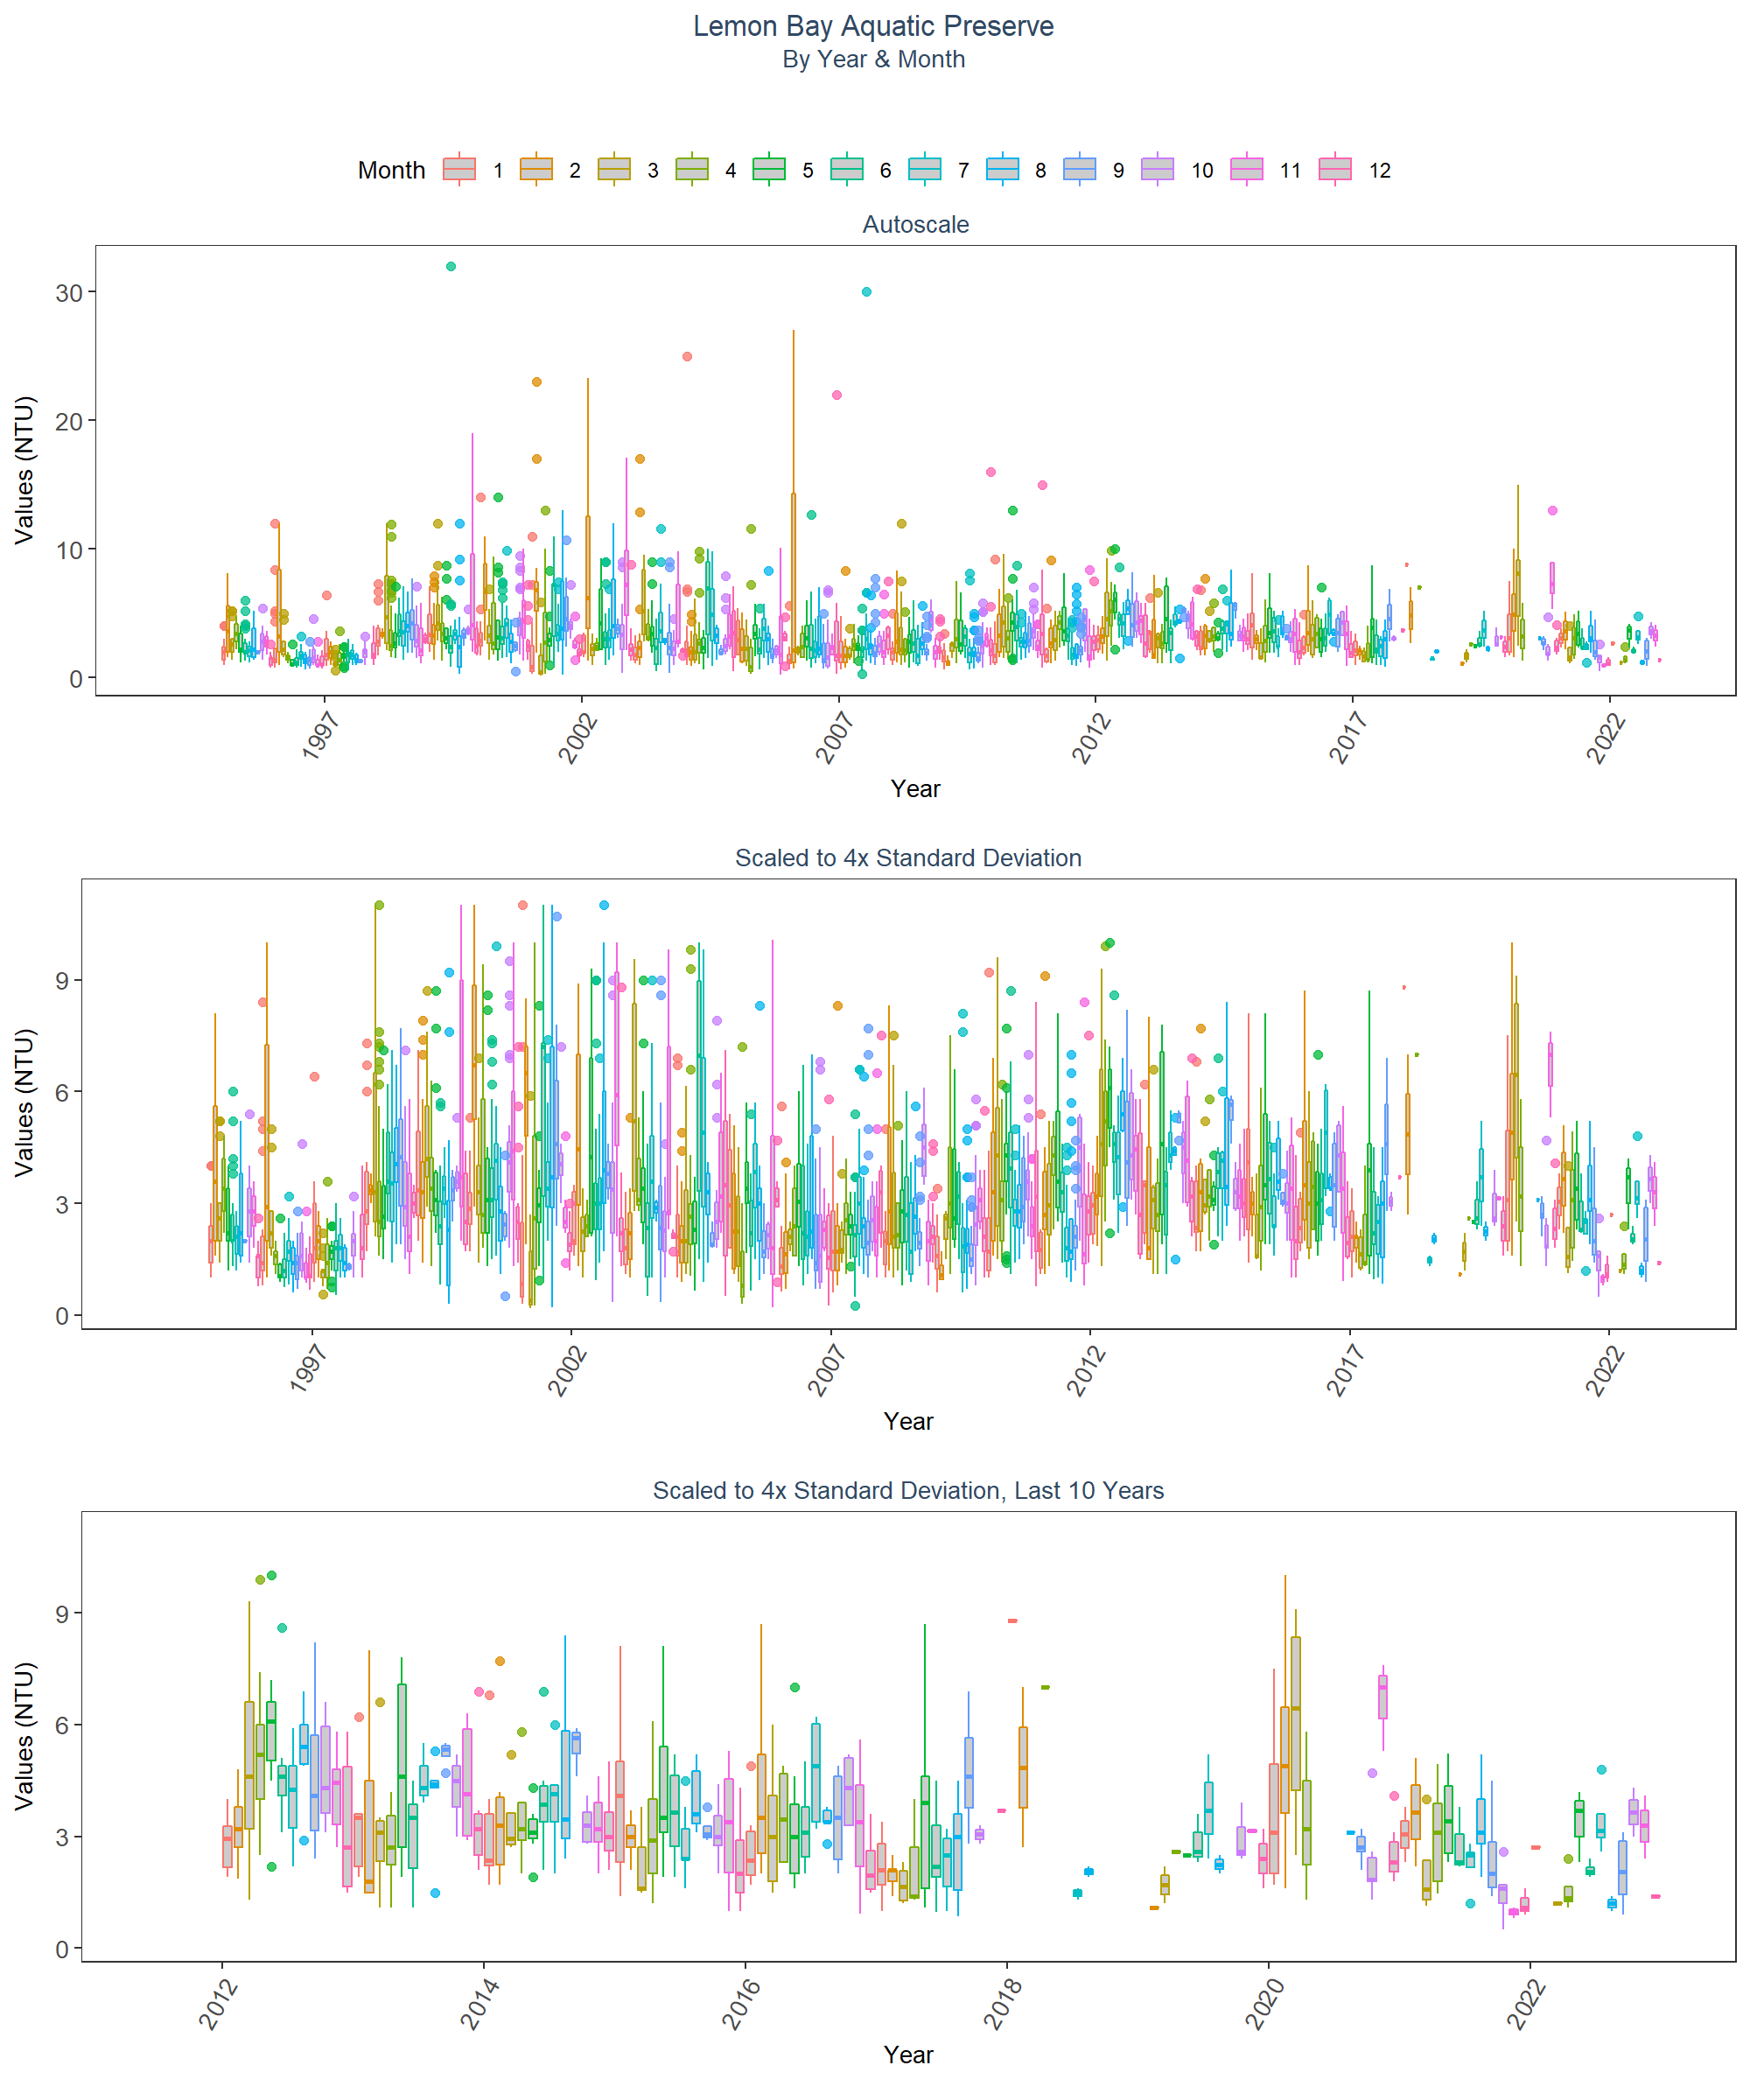 Lemon Bay Aquatic Preserve
By Year & Month
Month 1 2 3 4 5 6 7 8 9 10 11 12
Autoscale
Values (NTU)
30
20
10
0
1997 2002 2007 2012 2017 2022
Year
Scaled to 4x Standard Deviation
Values (NTU)
9
6
3
0
1997 2002 2007 2012 2017 2022
Year
Scaled to 4x Standard Deviation, Last 10 Years
Values (NTU)
9
6
3
0
2012 2014 2016 2018 2020 2022
Year